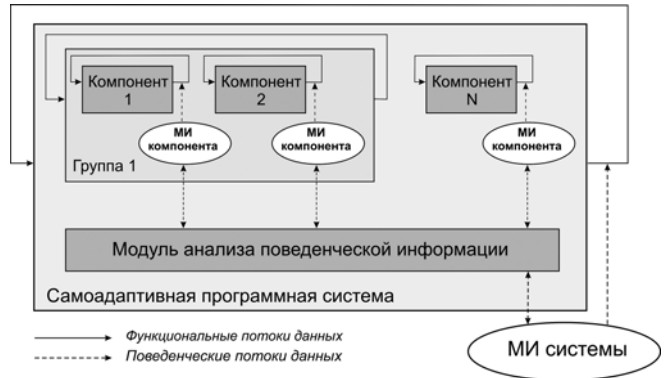 Компонент
1
Компонент
2
Компонент
N
МИ
компонента
МИ
компонента
МИ
компонента
Группа 1
Модуль анализа поведенческой информации
Самоадаптивная программная система
Функциональные потоки данных
Поведенческие потоки данных
МИ системы